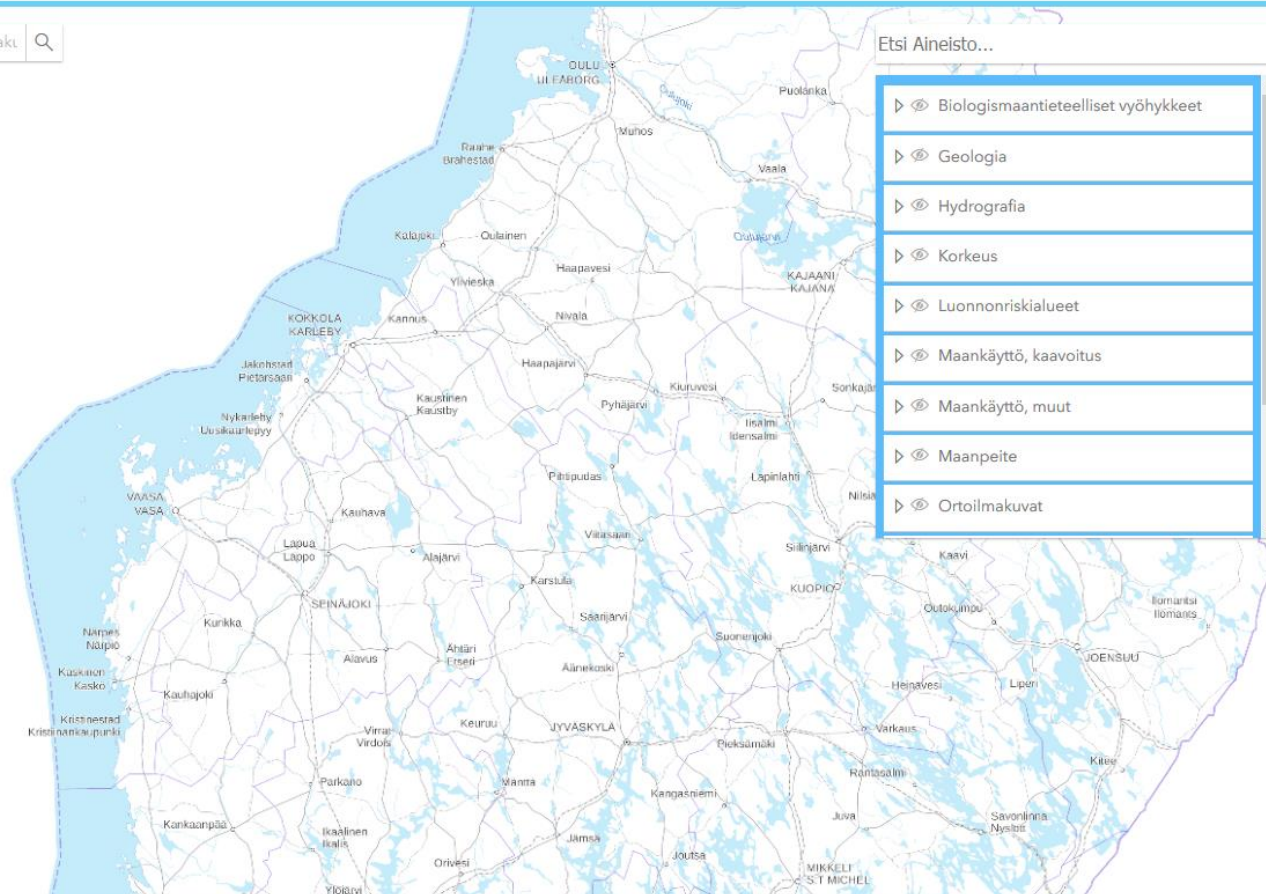 Etsi Aineisto...
Biologismaantieteelliset vyöhykkeet
Geologia
Hydrografia
Korkeus
Luonnonriskialueet
Maankäyttö, kaavoitus
Maankäyttö, muut
Maanpeite
Ortoilmakuvat
OULU
ULEÅBORG
Oulujoki
Puolanka
Muhos
Raahe
Brahestad
Vaala
Kalajoki
Oulainen
Oulujärvi
Haapavesi
KAJAANI
KAJANA
Ylivieska
KOKKOLA
KARLEBY
Kannus
Nivala
Jakobstad
Pietarsaari
Haapajärvi
Kiuruvesi
Kaustinen
Kaustby
Pyhäjärvi
Nykarleby
Uusikaarlepyy
Iisalmi
Idensalmi
Pihtipudas
Lapinlahti
VAASA
VASA
Kauhava
Viitasaari
Lapua
Lappo
Alajärvi
Siilinjärvi
Kaavi
Karstula
KUOPIO
SEINÄJOKI
Outokumpu
Ilomantsi
Ilomants
Kurikka
Saarijärvi
Närpes
Närpiö
Suonenjoki
Alavus
Ähtäri
Etseri
JOENSUU
Kaskinen
Kaskö
Äänekoski
Kauhajoki
Heinävesi
Liperi
Kristinestad
Kristiinankaupunki
Virrat
Virdois
Keuruu
JYVÄSKYLÄ
Varkaus
Pieksämäki
Kitee
Parkano
Mänttä
Rantasalmi
Kangasniemi
Kankaanpää
Juva
Savonlinna
Nyslott
Ikaalinen
Ikalis
Jämsä
Orivesi
Joutsa
MIKKELI
S:T MICHEL
Ylöjärvi